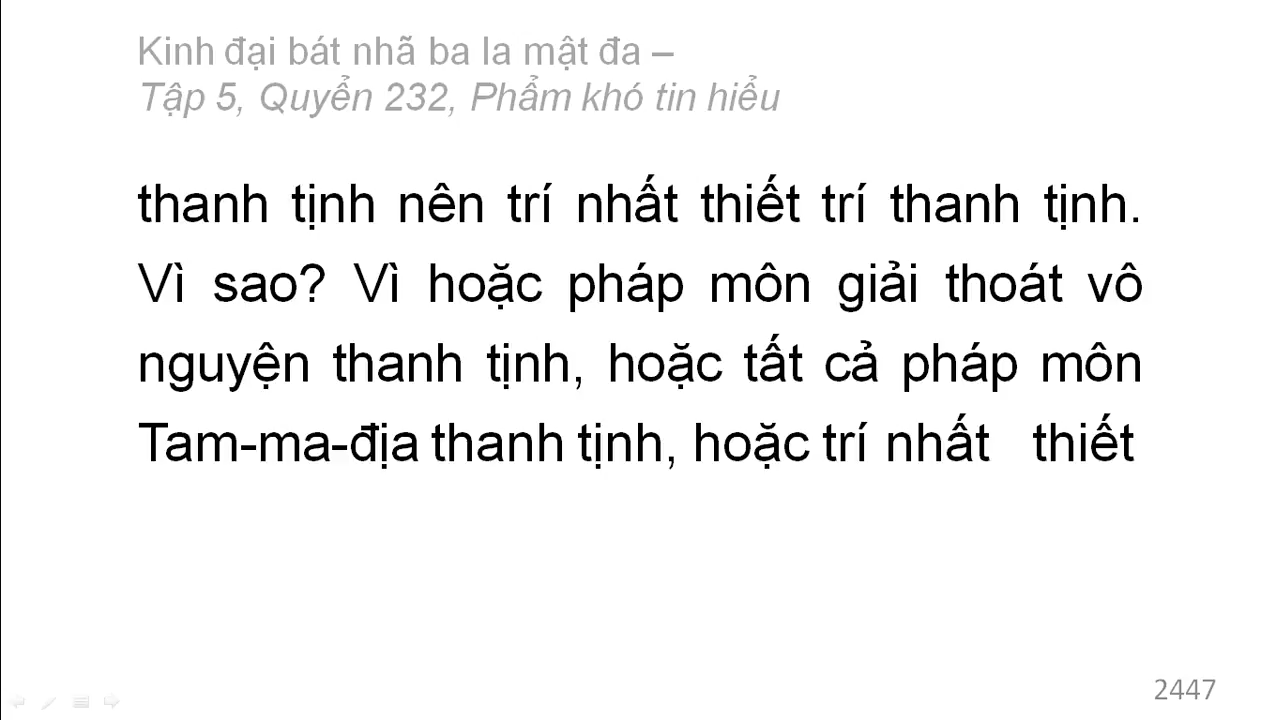 Kinh đại bát nhã ba la mật đa –
Tập 5, Quyển 232, Phẩm khó tin hiểu
thanh tịnh nên trí nhất thiết trí thanh tịnh.
Vì sao? Vì hoặc pháp môn giải thoát vô
nguyện thanh tịnh, hoặc tất cả pháp môn
Tam-ma-địa thanh tịnh, hoặc trí nhất thiết
2447